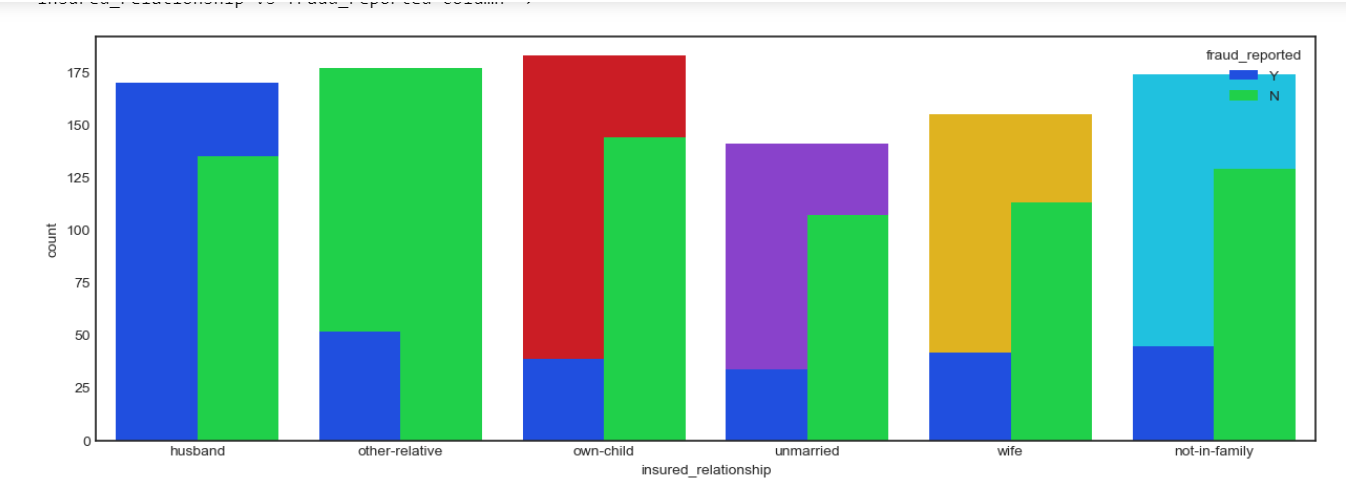 fraud_reported
Y
N
175
150
125
100
75
50
25
0
count
husband other-relative own-child unmarried wife not-in-family
insured_relationship